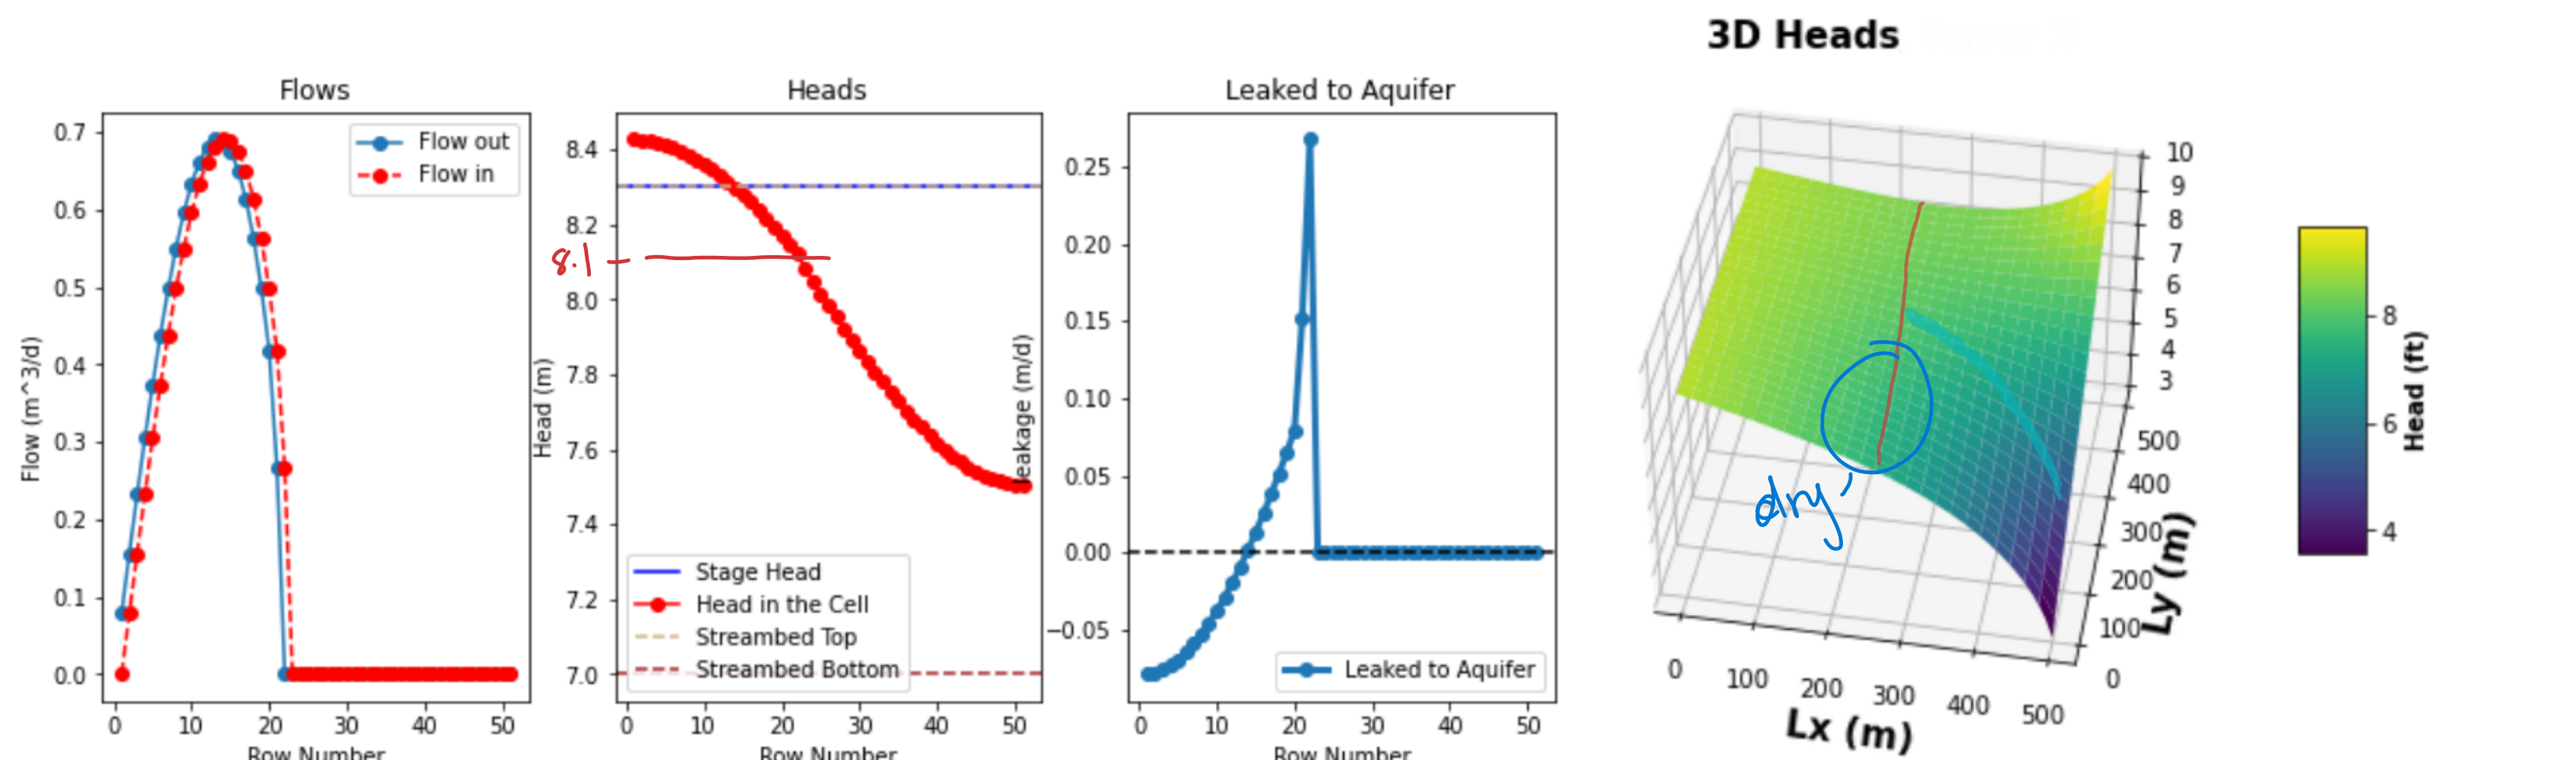 3D Heads
Flows
0.7
0.6
0.5
0.4
0.3
0.2
0.1
0.0
Flow (m^3/d)
Flow out
Flow in
0 10 20 30 40 50
Row Number
Heads
8.4
8.2
8.1
8.0
7.8
7.6
7.4
7.2
7.0
Head (m)
Stage Head
Head in the Cell
Streambed Top
Streambed Bottom
0 10 20 30 40 50
Row Number
Leaked to Aquifer
0.25
0.20
0.15
0.10
0.05
0.00
−0.05
Leakage (m/d)
Leaked to Aquifer
0 10 20 30 40 50
Row Number
dry
10
9
8
7
6
5
4
3
500
400
300
200
100
0
Ly (m)
0 100 200 300 400 500
Lx (m)
8
6
4
Head (ft)